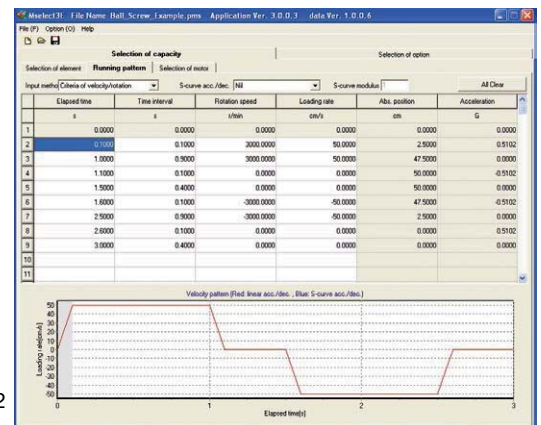 Mselect3E File Name Ball_Screw_Example.pms Application Ver. 3.0.0.3 data Ver. 1.0.0.6
File (F) Option (O) Help
Selection of capacity Selection of option
Selection of element Running pattern Selection of motor
Input metho Criteria of velocity/rotation S-curve acc./dec. Nil S-curve modulus 1 All Clear
Elapsed time Time interval Rotation speed Loading rate Abs. position Acceleration
s s r/min cm/s cm G
1 0.0000 0.0000 0.0000 0.0000 0.0000 0.0000
2 0.1000 0.1000 3000.0000 50.0000 2.5000 0.5102
3 1.0000 0.9000 3000.0000 50.0000 47.5000 0.0000
4 1.1000 0.1000 0.0000 0.0000 50.0000 -0.5102
5 1.5000 0.4000 0.0000 0.0000 50.0000 0.0000
6 1.6000 0.1000 -3000.0000 -50.0000 47.5000 -0.5102
7 2.5000 0.9000 -3000.0000 -50.0000 2.5000 0.0000
8 2.6000 0.1000 0.0000 0.0000 0.0000 0.5102
9 3.0000 0.4000 0.0000 0.0000 0.0000 0.0000
10
11
Velocity pattern [Red: linear acc./dec. , Blue: S-curve acc./dec.]
Loading rate[cm/s]
50
40
30
20
10
0
-10
-20
-30
-40
-50
0 1 2 3
Elapsed time[s]
2